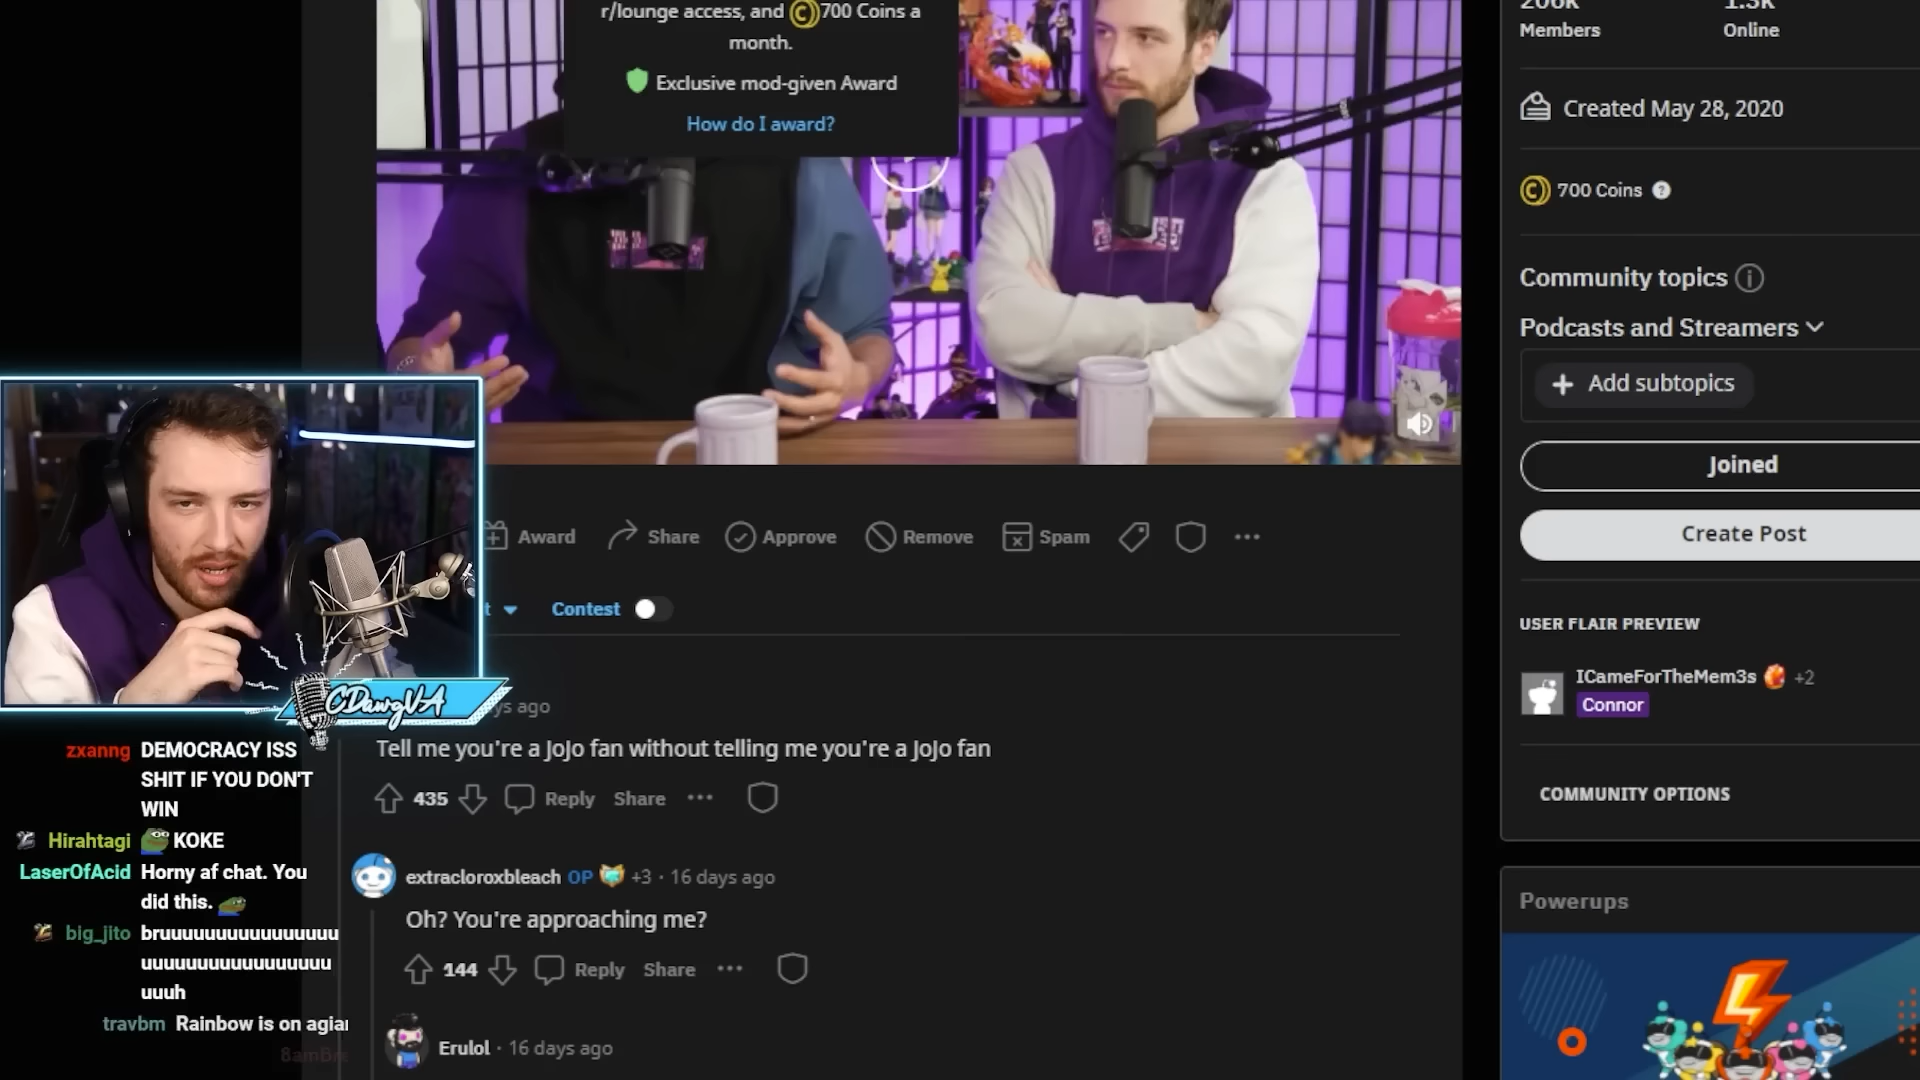 r/lounge access, and 700 Coins a
month.
Exclusive mod-given Award
How do I award?
206k
1.3k
Members
Online
Created May 28, 2020
700 Coins
Community topics
Podcasts and Streamers
Add subtopics
Joined
Create Post
USER FLAIR PREVIEW
ICameForTheMem3s +2
Connor
COMMUNITY OPTIONS
Powerups
Award
Share
Approve
Remove
Spam
t
Contest
CDawgVA
ys ago
Tell me you're a JoJo fan without telling me you're a JoJo fan
435
Reply
Share
extracloroxbleach OP +3 · 16 days ago
Oh? You're approaching me?
144
Reply
Share
Erulol · 16 days ago
zxanng DEMOCRACY ISS
SHIT IF YOU DON'T
WIN
Hirahtagi KOKE
LaserOfAcid Horny af chat. You
did this.
big_jito bruuuuuuuuuuuuuuuu
uuuuuuuuuuuuuuuuu
uuuh
travbm Rainbow is on agia